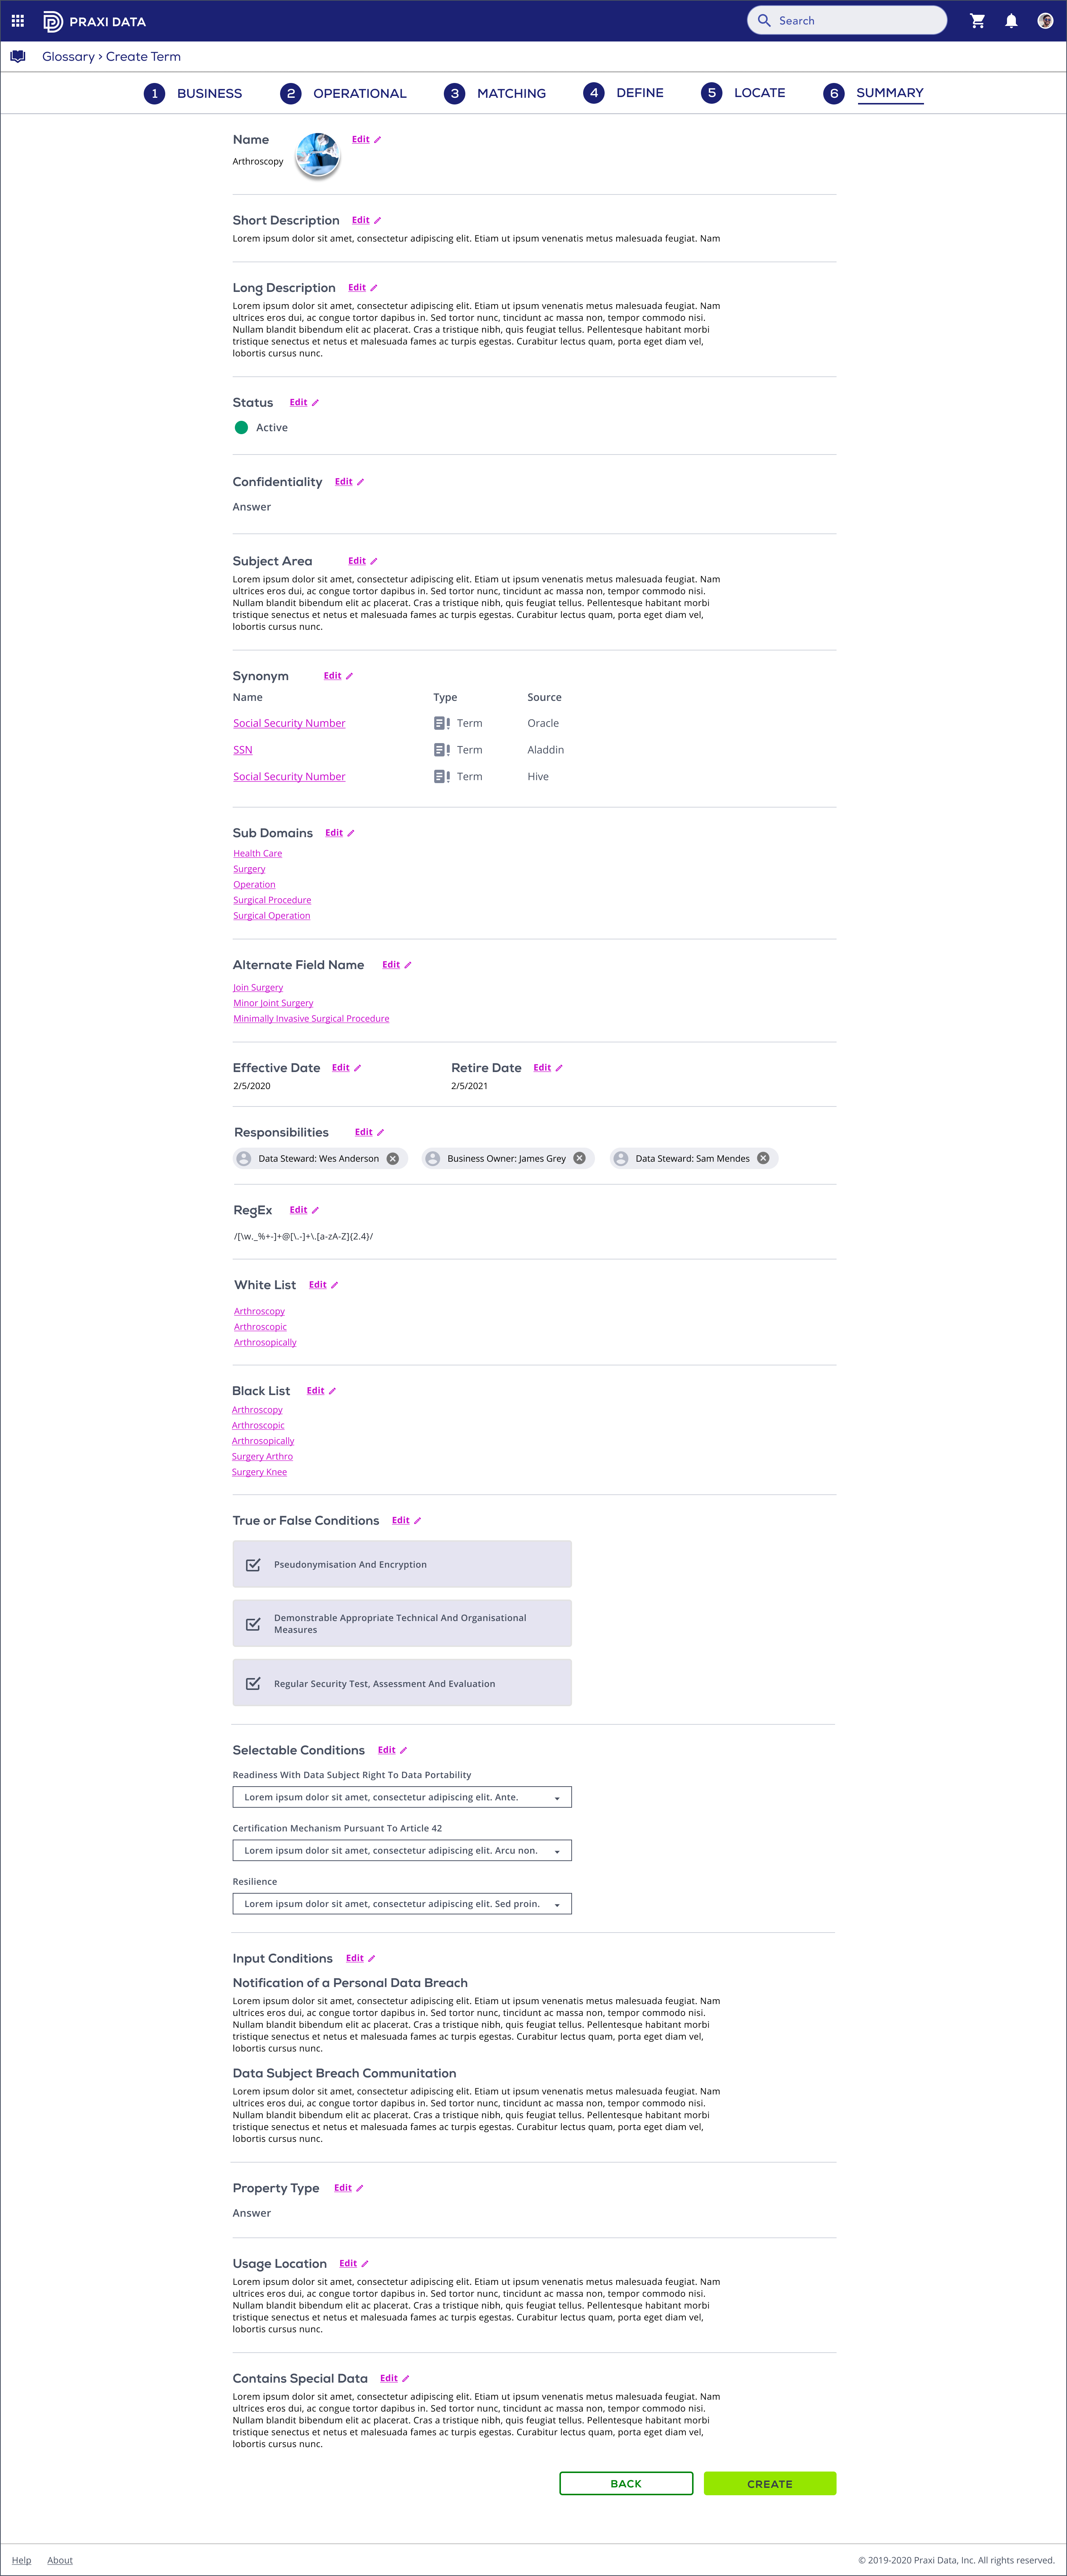 PRAXI DATA
Search
Glossary > Create Term
1 BUSINESS 2 OPERATIONAL 3 MATCHING 4 DEFINE 5 LOCATE 6 SUMMARY
Name Edit
Arthroscopy
Short Description Edit
Lorem ipsum dolor sit amet, consectetur adipiscing elit. Etiam ut ipsum venenatis metus malesuada feugiat. Nam
Long Description Edit
Lorem ipsum dolor sit amet, consectetur adipiscing elit. Etiam ut ipsum venenatis metus malesuada feugiat. Nam
ultrices eros dui, ac congue tortor dapibus in. Sed tortor nunc, tincidunt ac massa non, tempor commodo nisi.
Nullam blandit bibendum elit ac placerat. Cras a tristique nibh, quis feugiat tellus. Pellentesque habitant morbi
tristique senectus et netus et malesuada fames ac turpis egestas. Curabitur lectus quam, porta eget diam vel,
lobortis cursus nunc.
Status Edit
Active
Confidentiality Edit
Answer
Subject Area Edit
Lorem ipsum dolor sit amet, consectetur adipiscing elit. Etiam ut ipsum venenatis metus malesuada feugiat. Nam
ultrices eros dui, ac congue tortor dapibus in. Sed tortor nunc, tincidunt ac massa non, tempor commodo nisi.
Nullam blandit bibendum elit ac placerat. Cras a tristique nibh, quis feugiat tellus. Pellentesque habitant morbi
tristique senectus et netus et malesuada fames ac turpis egestas. Curabitur lectus quam, porta eget diam vel,
lobortis cursus nunc.
Synonym Edit
Name Type Source
Social Security Number Term Oracle
SSN Term Aladdin
Social Security Number Term Hive
Sub Domains Edit
Health Care
Surgery
Operation
Surgical Procedure
Surgical Operation
Alternate Field Name Edit
Join Surgery
Minor Joint Surgery
Minimally Invasive Surgical Procedure
Effective Date Edit Retire Date Edit
2/5/2020 2/5/2021
Responsibilities Edit
Data Steward: Wes Anderson Business Owner: James Grey Data Steward: Sam Mendes
RegEx Edit
/[\w._%+-]+@[\.-]+\.[a-zA-Z]{2.4}/
White List Edit
Arthroscopy
Arthroscopic
Arthrosopically
Black List Edit
Arthroscopy
Arthroscopic
Arthrosopically
Surgery Arthro
Surgery Knee
True or False Conditions Edit
Pseudonymisation And Encryption
Demonstrable Appropriate Technical And Organisational
Measures
Regular Security Test, Assessment And Evaluation
Selectable Conditions Edit
Readiness With Data Subject Right To Data Portability
Lorem ipsum dolor sit amet, consectetur adipiscing elit. Ante.
Certification Mechanism Pursuant To Article 42
Lorem ipsum dolor sit amet, consectetur adipiscing elit. Arcu non.
Resilience
Lorem ipsum dolor sit amet, consectetur adipiscing elit. Sed proin.
Input Conditions Edit
Notification of a Personal Data Breach
Lorem ipsum dolor sit amet, consectetur adipiscing elit. Etiam ut ipsum venenatis metus malesuada feugiat. Nam
ultrices eros dui, ac congue tortor dapibus in. Sed tortor nunc, tincidunt ac massa non, tempor commodo nisi.
Nullam blandit bibendum elit ac placerat. Cras a tristique nibh, quis feugiat tellus. Pellentesque habitant morbi
tristique senectus et netus et malesuada fames ac turpis egestas. Curabitur lectus quam, porta eget diam vel,
lobortis cursus nunc.
Data Subject Breach Communitation
Lorem ipsum dolor sit amet, consectetur adipiscing elit. Etiam ut ipsum venenatis metus malesuada feugiat. Nam
ultrices eros dui, ac congue tortor dapibus in. Sed tortor nunc, tincidunt ac massa non, tempor commodo nisi.
Nullam blandit bibendum elit ac placerat. Cras a tristique nibh, quis feugiat tellus. Pellentesque habitant morbi
tristique senectus et netus et malesuada fames ac turpis egestas. Curabitur lectus quam, porta eget diam vel,
lobortis cursus nunc.
Property Type Edit
Answer
Usage Location Edit
Lorem ipsum dolor sit amet, consectetur adipiscing elit. Etiam ut ipsum venenatis metus malesuada feugiat. Nam
ultrices eros dui, ac congue tortor dapibus in. Sed tortor nunc, tincidunt ac massa non, tempor commodo nisi.
Nullam blandit bibendum elit ac placerat. Cras a tristique nibh, quis feugiat tellus. Pellentesque habitant morbi
tristique senectus et netus et malesuada fames ac turpis egestas. Curabitur lectus quam, porta eget diam vel,
lobortis cursus nunc.
Contains Special Data Edit
Lorem ipsum dolor sit amet, consectetur adipiscing elit. Etiam ut ipsum venenatis metus malesuada feugiat. Nam
ultrices eros dui, ac congue tortor dapibus in. Sed tortor nunc, tincidunt ac massa non, tempor commodo nisi.
Nullam blandit bibendum elit ac placerat. Cras a tristique nibh, quis feugiat tellus. Pellentesque habitant morbi
tristique senectus et netus et malesuada fames ac turpis egestas. Curabitur lectus quam, porta eget diam vel,
lobortis cursus nunc.
BACK CREATE
Help About © 2019-2020 Praxi Data, Inc. All rights reserved.